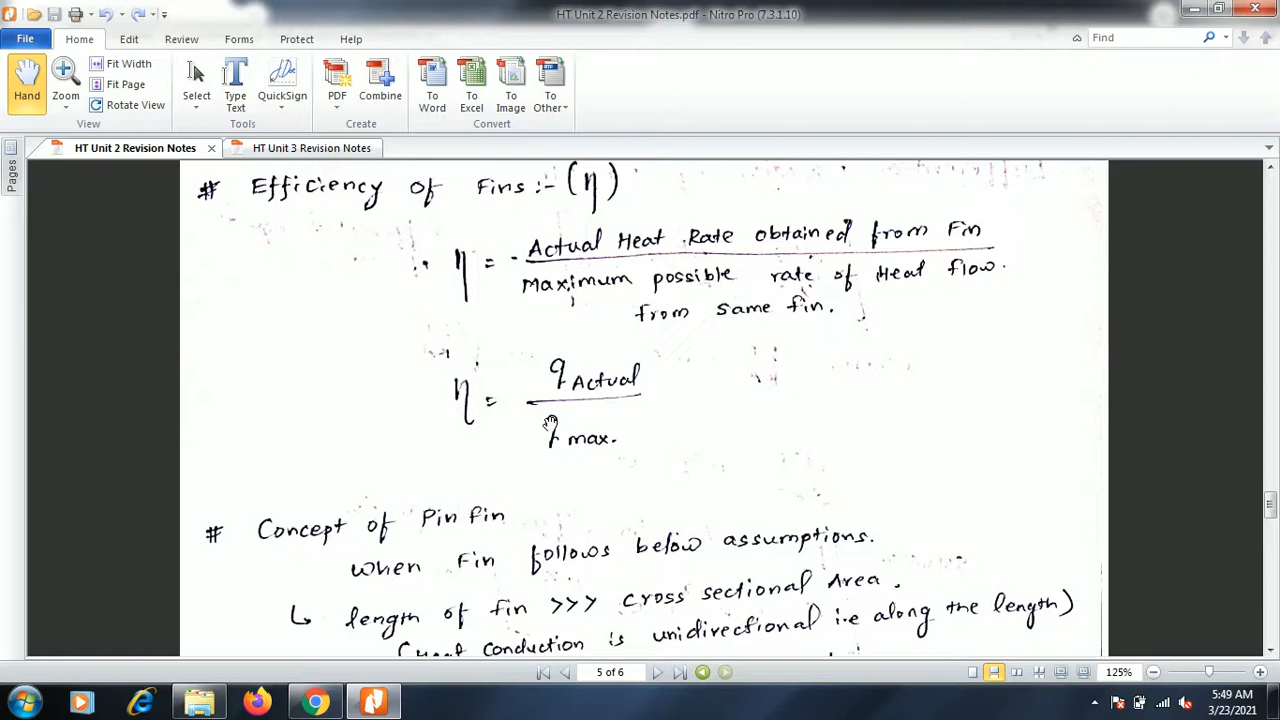 HT Unit 2 Revision Notes.pdf - Nitro Pro (7.3.1.10)
File Home Edit Review Forms Protect Help Find
Hand Zoom Fit Width Fit Page Rotate View Select Type Text QuickSign PDF Combine To Word To Excel To Image To Other
View Tools Create Convert
HT Unit 2 Revision Notes HT Unit 3 Revision Notes
Pages
# Efficiency of Fins :- (η)
η = Actual Heat Rate obtained from Fin
Maximum possible rate of Heat flow
from same fin.
η = q Actual
q max.
# Concept of Pin fin
when Fin follows below assumptions.
↳ length of fin >>> cross sectional Area.
(Heat conduction is unidirectional i.e along the length)
5 of 6 125%
5:49 AM
3/23/2021